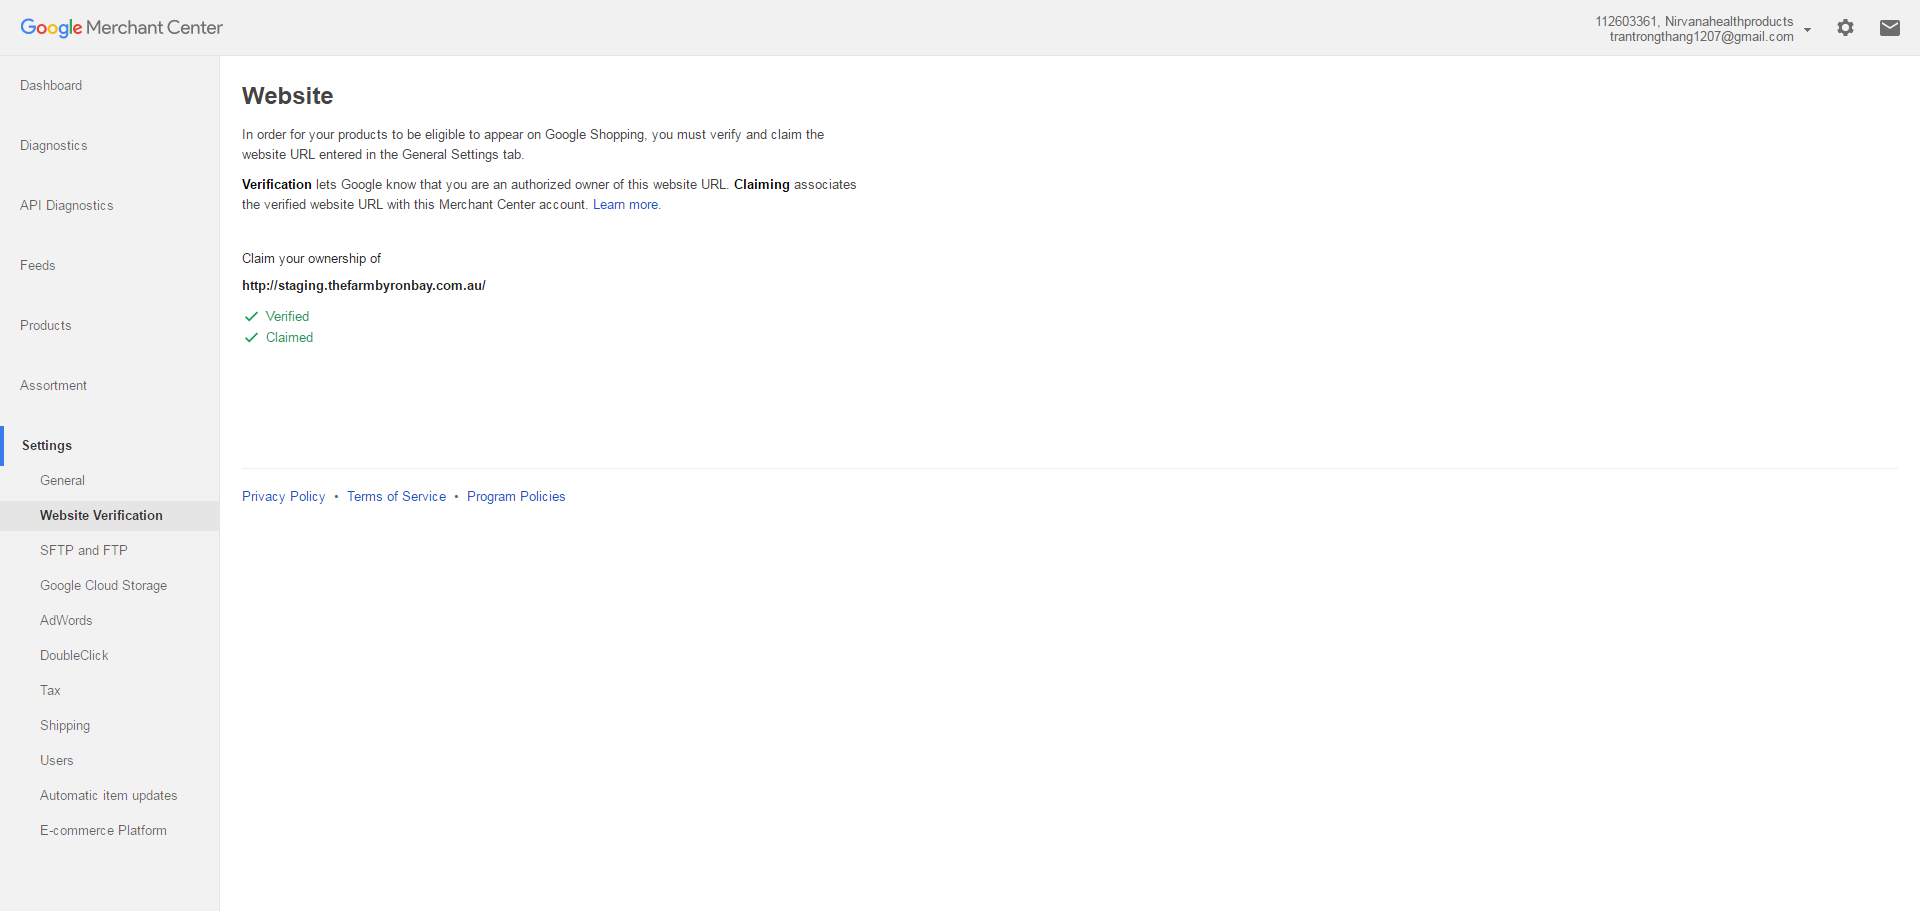 Google Merchant Center
112603361, Nirvanahealthproducts
trantrongthang1207@gmail.com
Dashboard
Diagnostics
API Diagnostics
Feeds
Products
Assortment
Settings
General
Website Verification
SFTP and FTP
Google Cloud Storage
AdWords
DoubleClick
Tax
Shipping
Users
Automatic item updates
E-commerce Platform
Website
In order for your products to be eligible to appear on Google Shopping, you must verify and claim the
website URL entered in the General Settings tab.
Verification lets Google know that you are an authorized owner of this website URL. Claiming associates
the verified website URL with this Merchant Center account. Learn more.
Claim your ownership of
http://staging.thefarmbyronbay.com.au/
Verified
Claimed
Privacy Policy • Terms of Service • Program Policies